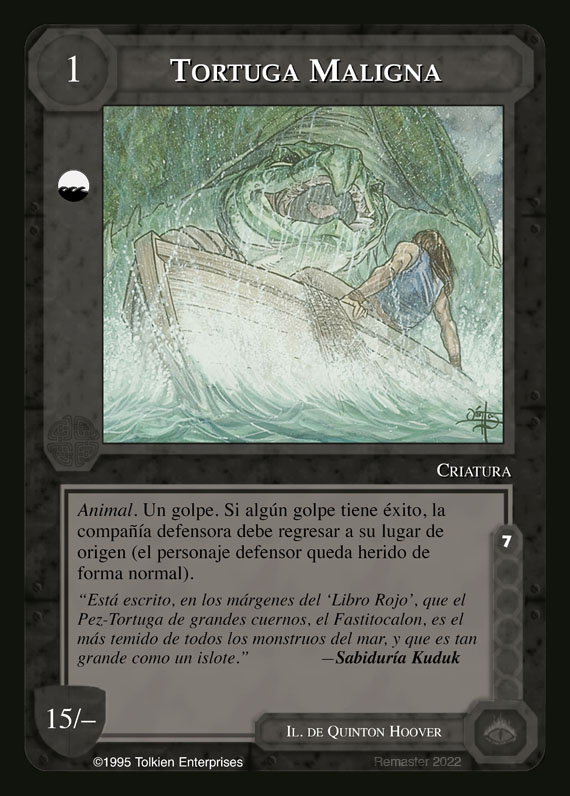 1
Tortuga Maligna
Criatura
Animal. Un golpe. Si algún golpe tiene éxito, la
compañía defensora debe regresar a su lugar de
origen (el personaje defensor queda herido de
forma normal).
7
“Está escrito, en los márgenes del ‘Libro Rojo’, que el
Pez-Tortuga de grandes cuernos, el Fastitocalon, es el
más temido de todos los monstruos del mar, y que es tan
grande como un islote.” —Sabiduría Kuduk
15/–
Il. de Quinton Hoover
©1995 Tolkien Enterprises
Remaster 2022